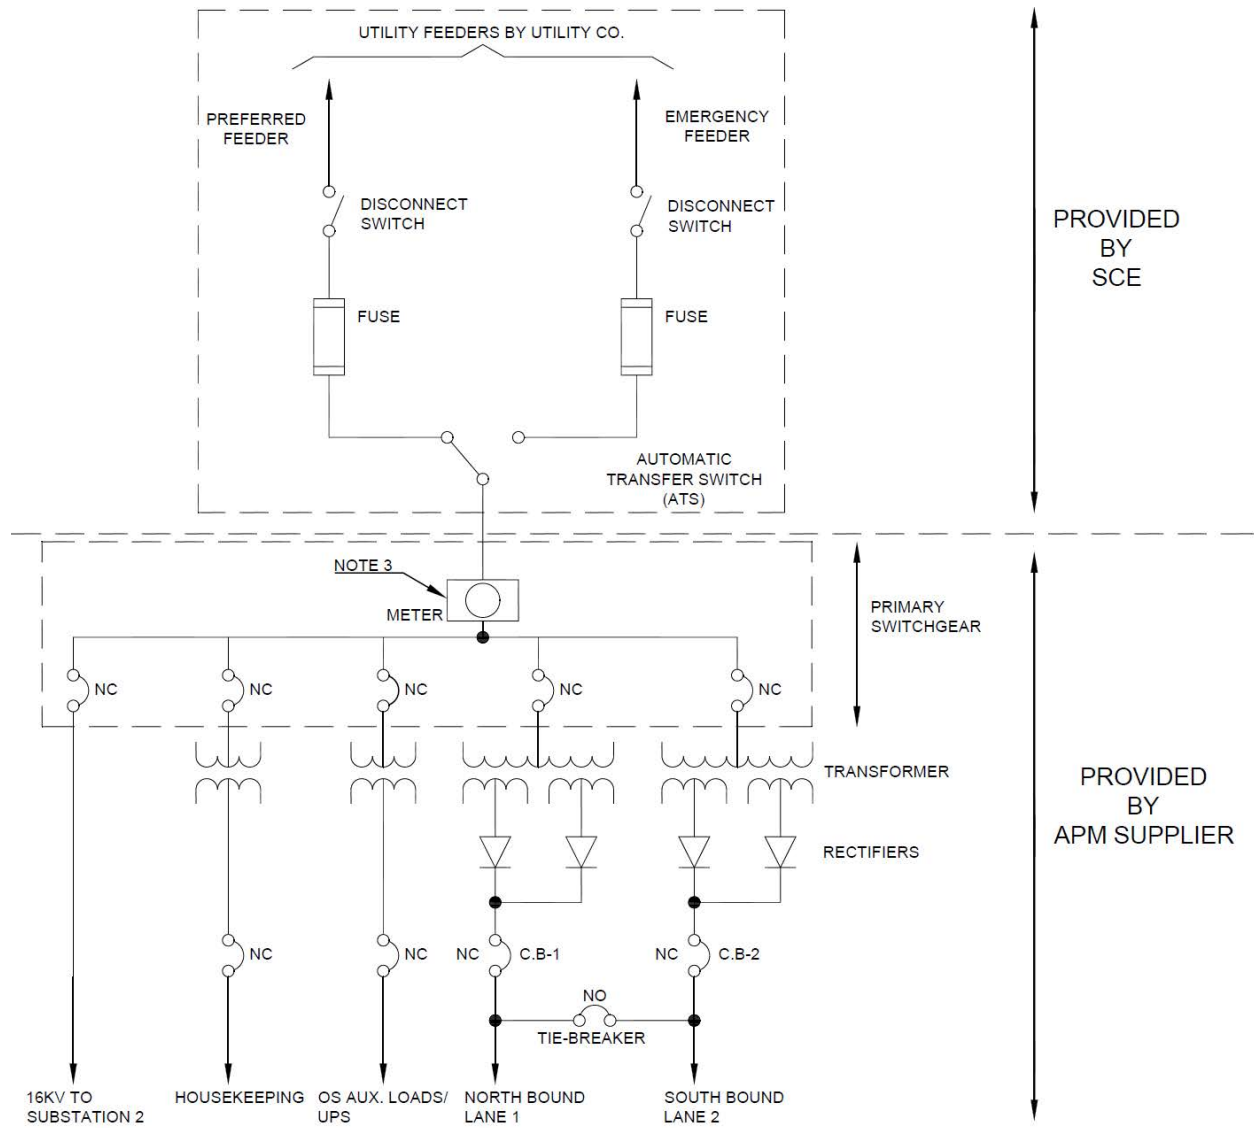 UTILITY FEEDERS BY UTILITY CO.
PREFERRED
FEEDER
EMERGENCY
FEEDER
DISCONNECT
SWITCH
DISCONNECT
SWITCH
PROVIDED
BY
SCE
FUSE
FUSE
AUTOMATIC
TRANSFER SWITCH
(ATS)
NOTE 3
METER
PRIMARY
SWITCHGEAR
NC
NC
NC
NC
NC
TRANSFORMER
PROVIDED
BY
APM SUPPLIER
RECTIFIERS
NC
NC
NC
C.B-1
NC
C.B-2
NO
TIE-BREAKER
16KV TO
SUBSTATION 2
HOUSEKEEPING
OS AUX. LOADS/
UPS
NORTH BOUND
LANE 1
SOUTH BOUND
LANE 2